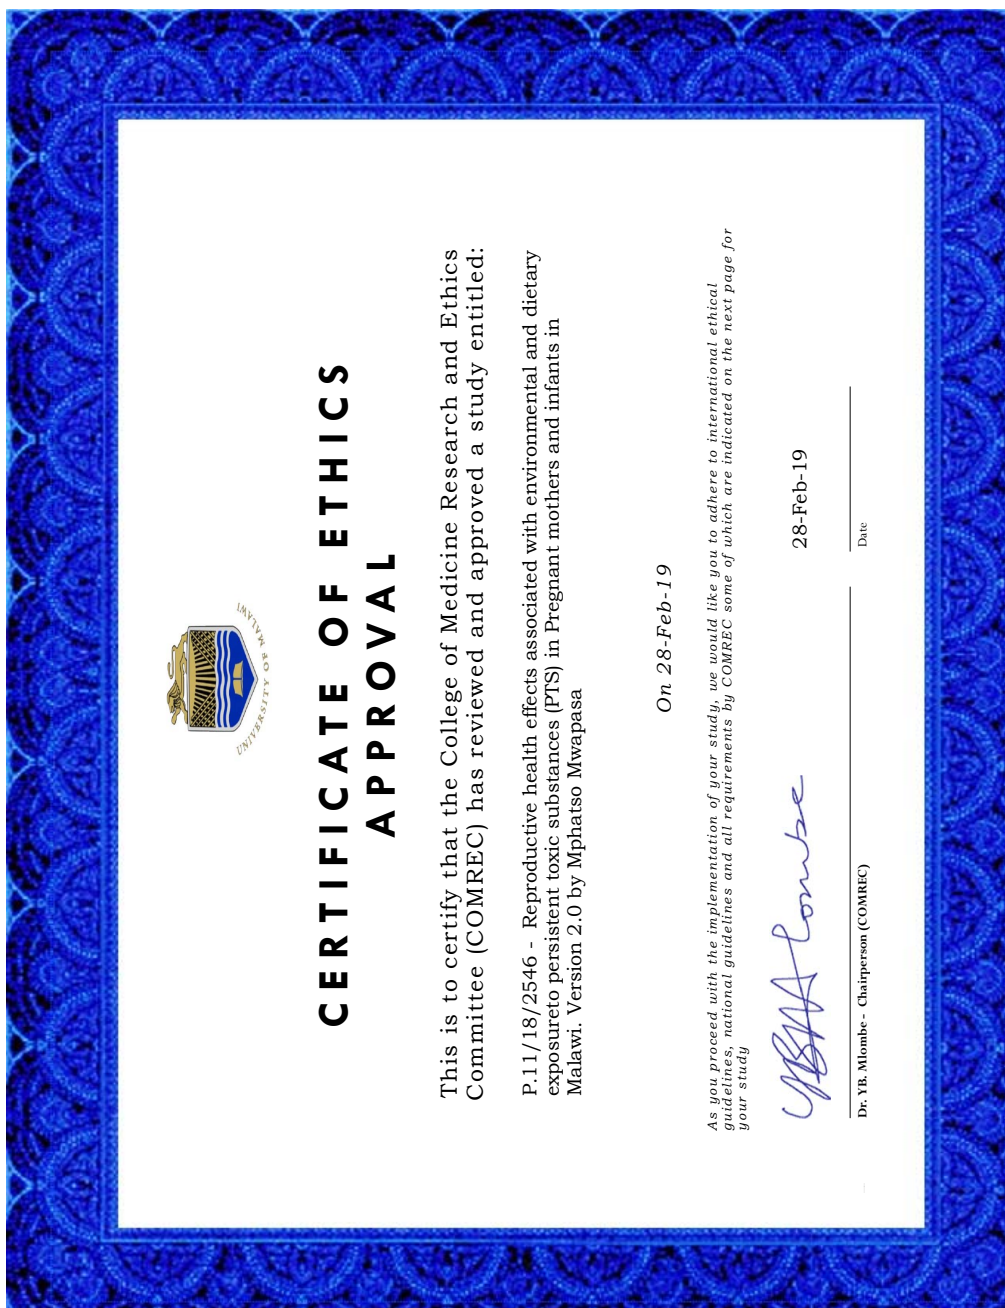 UNIVERSITY OF MALAWI
CERTIFICATE OF ETHICS
APPROVAL
This is to certify that the College of Medicine Research and Ethics
Committee (COMREC) has reviewed and approved a study entitled:
P.11/18/2546 - Reproductive health effects associated with environmental and dietary
exposureto persistent toxic substances (PTS) in Pregnant mothers and infants in
Malawi. Version 2.0 by Mphatso Mwapasa
On 28-Feb-19
As you proceed with the implementation of your study, we would like you to adhere to international ethical
guidelines, national guidelines and all requirements by COMREC some of which are indicated on the next page for
your study
YBMlombe
28-Feb-19
Dr. YB. Mlombe - Chairperson (COMREC)
Date